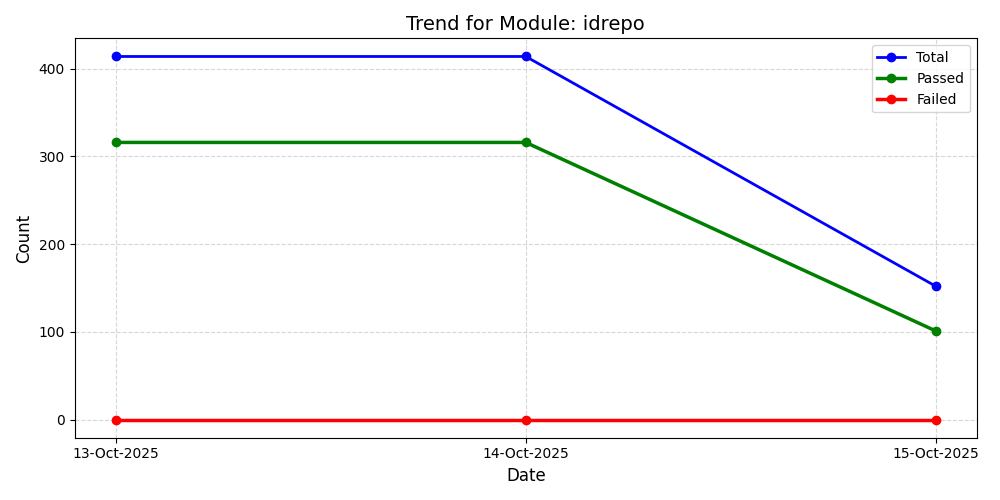 Trend for Module: idrepo
Total
Passed
Failed
Count
400
300
200
100
0
13-Oct-2025
14-Oct-2025
15-Oct-2025
Date